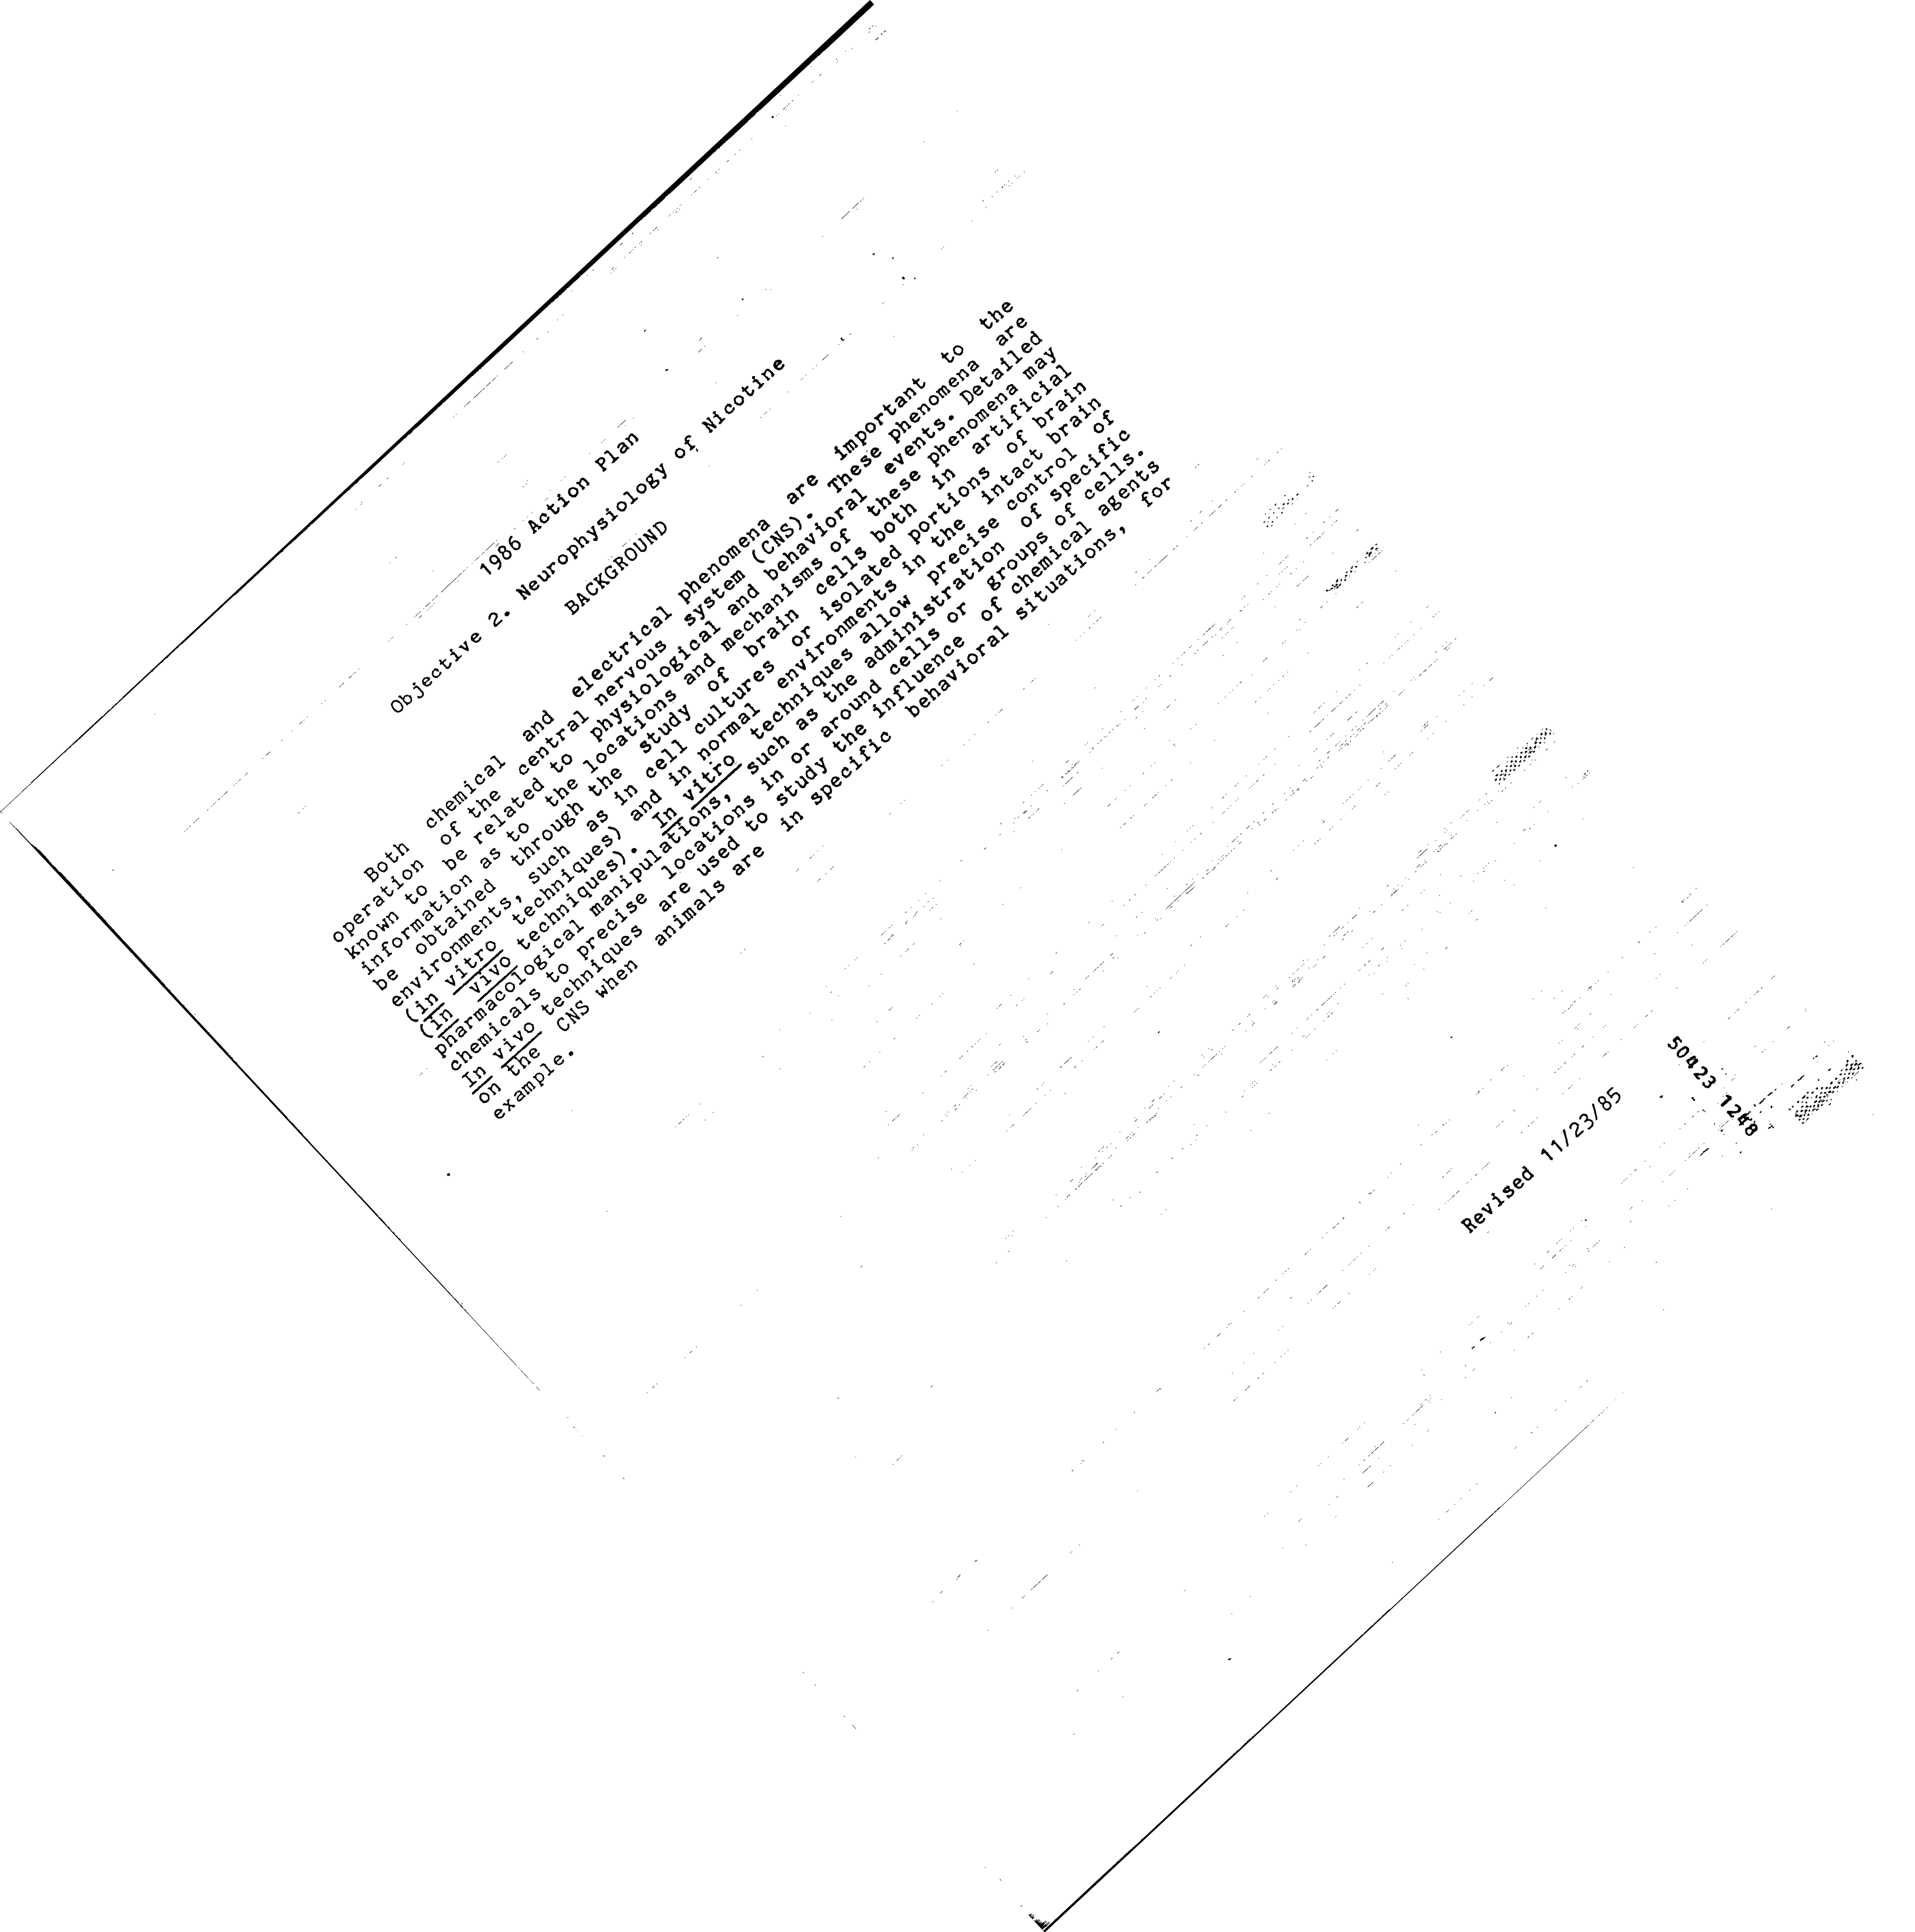 1986 Action Plan
Objective 2. Neurophysiology of Nicotine
BACKGROUND
Both chemical and electrical phenomena are important to the
operation of the central nervous system (CNS). These phenomena are
known to be related to physiological and behavioral events. Detailed
information as to the locations and mechanisms of these phenomena may
be obtained through the study of brain cells both in artificial
environments, such as in cell cultures or isolated portions of brain
(in vitro techniques) and in normal environments in the intact brain
(in vivo techniques). In vitro techniques allow precise control of
pharmacological manipulations, such as the administration of specific
chemicals to precise locations in or around cells or groups of cells.
In vivo techniques are used to study the influence of chemical agents
on the CNS when animals are in specific behavioral situations, for
example.
Revised 11/23/85
50423 1248